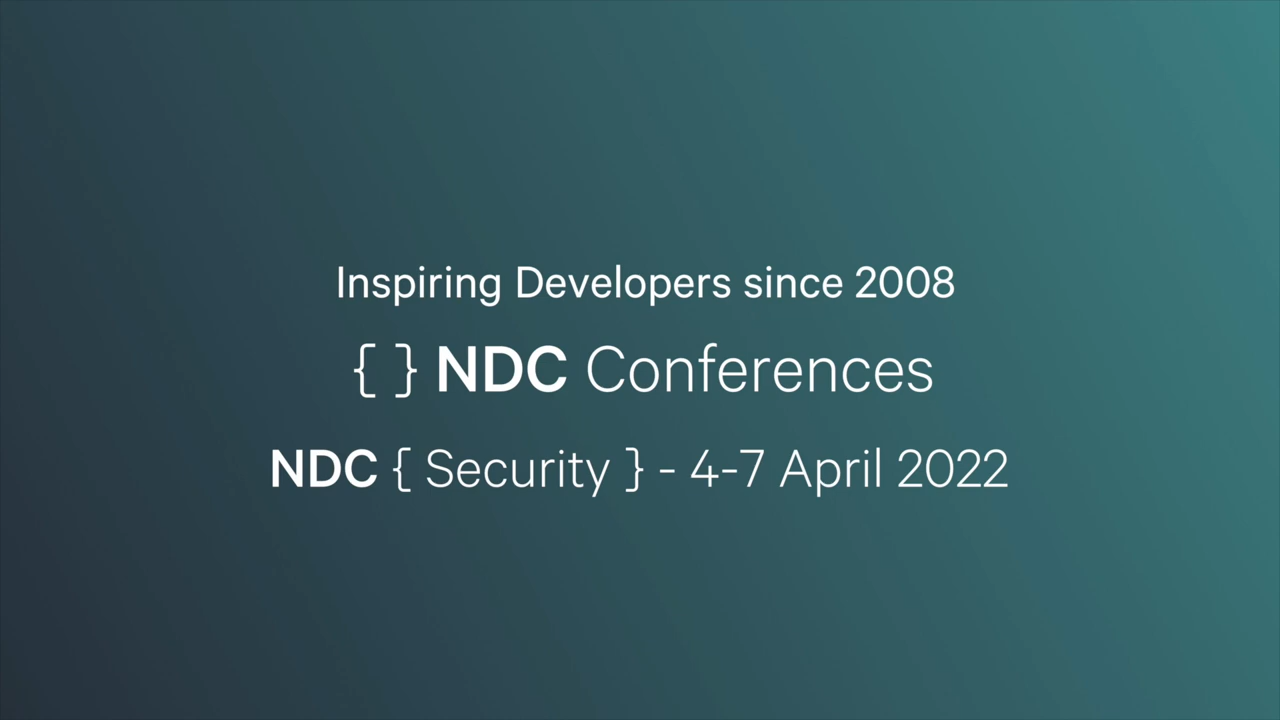 Inspiring Developers since 2008
{ } NDC Conferences
NDC { Security } - 4-7 April 2022